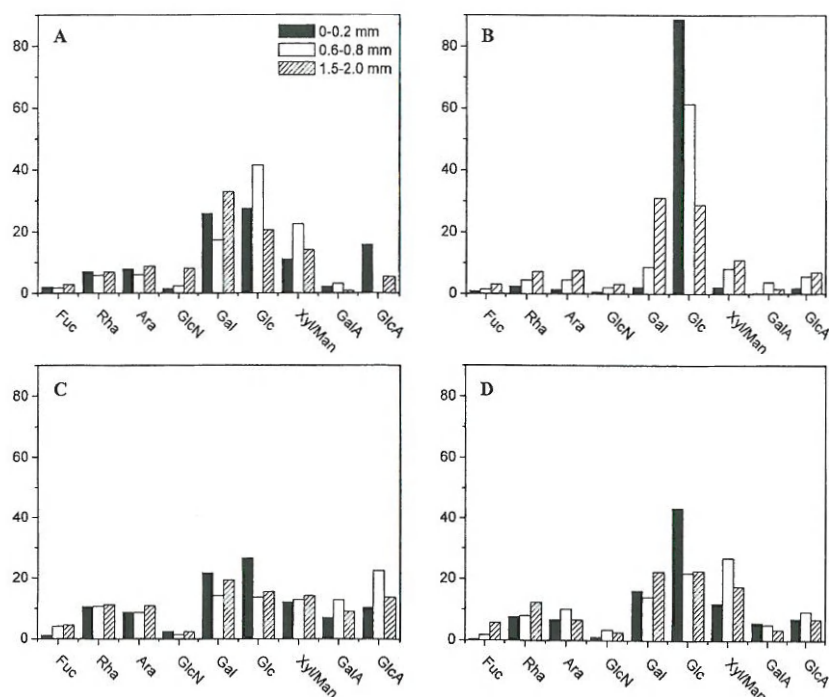 A
0-0.2 mm
0.6-0.8 mm
1.5-2.0 mm
80
60
40
20
0
Fuc
Rha
Ara
GlcN
Gal
Glc
Xyl/Man
GalA
GlcA
B
80
60
40
20
0
Fuc
Rha
Ara
GlcN
Gal
Glc
Xyl/Man
GalA
GlcA
C
80
60
40
20
0
Fuc
Rha
Ara
GlcN
Gal
Glc
Xyl/Man
GalA
GlcA
D
80
60
40
20
0
Fuc
Rha
Ara
GlcN
Gal
Glc
Xyl/Man
GalA
GlcA